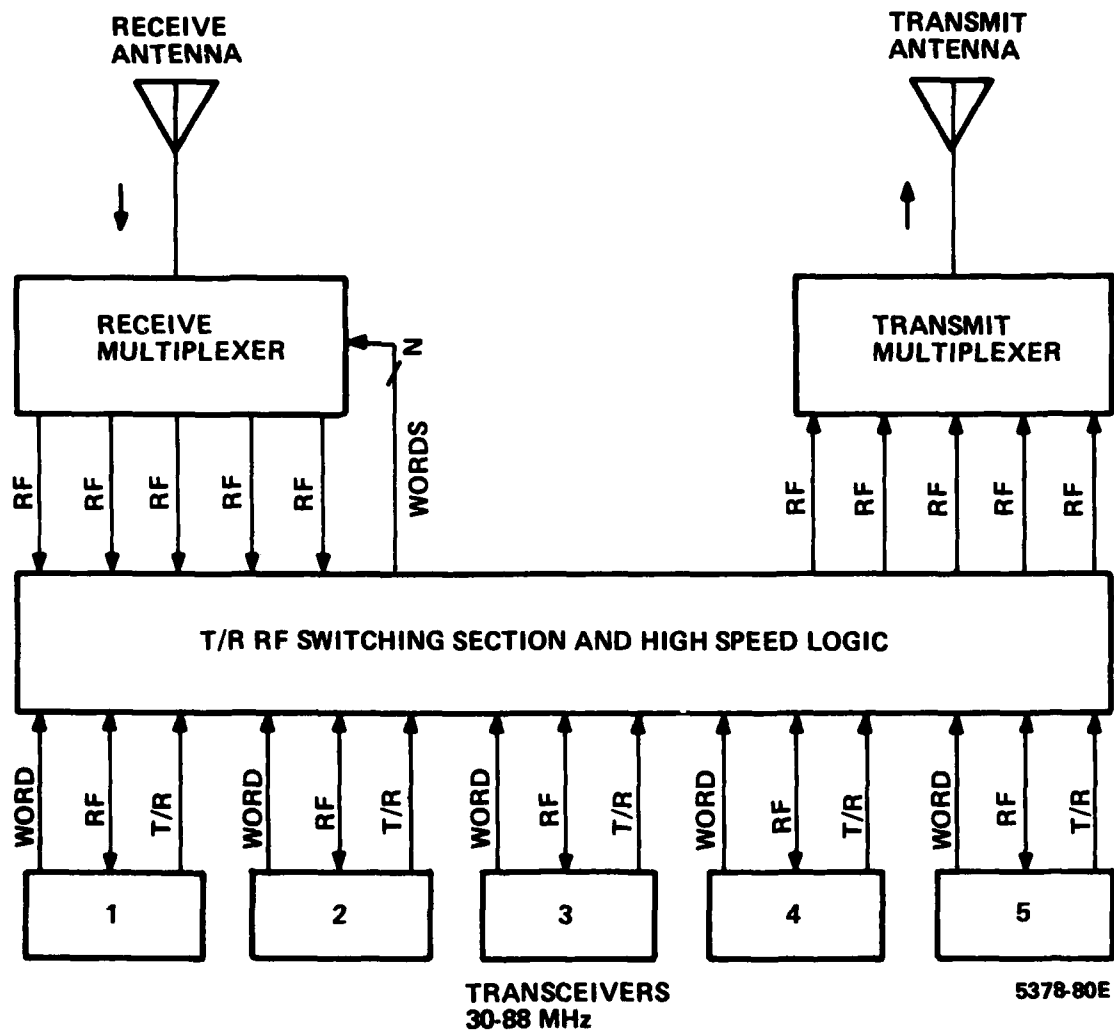 RECEIVE
ANTENNA
TRANSMIT
ANTENNA
RECEIVE
MULTIPLEXER
N
TRANSMIT
MULTIPLEXER
RF
RF
RF
RF
RF
WORDS
RF
RF
RF
RF
RF
T/R RF SWITCHING SECTION AND HIGH SPEED LOGIC
WORD
RF
T/R
WORD
RF
T/R
WORD
RF
T/R
WORD
RF
T/R
WORD
RF
T/R
1
2
3
4
5
TRANSCEIVERS
30-88 MHz
5378-80E